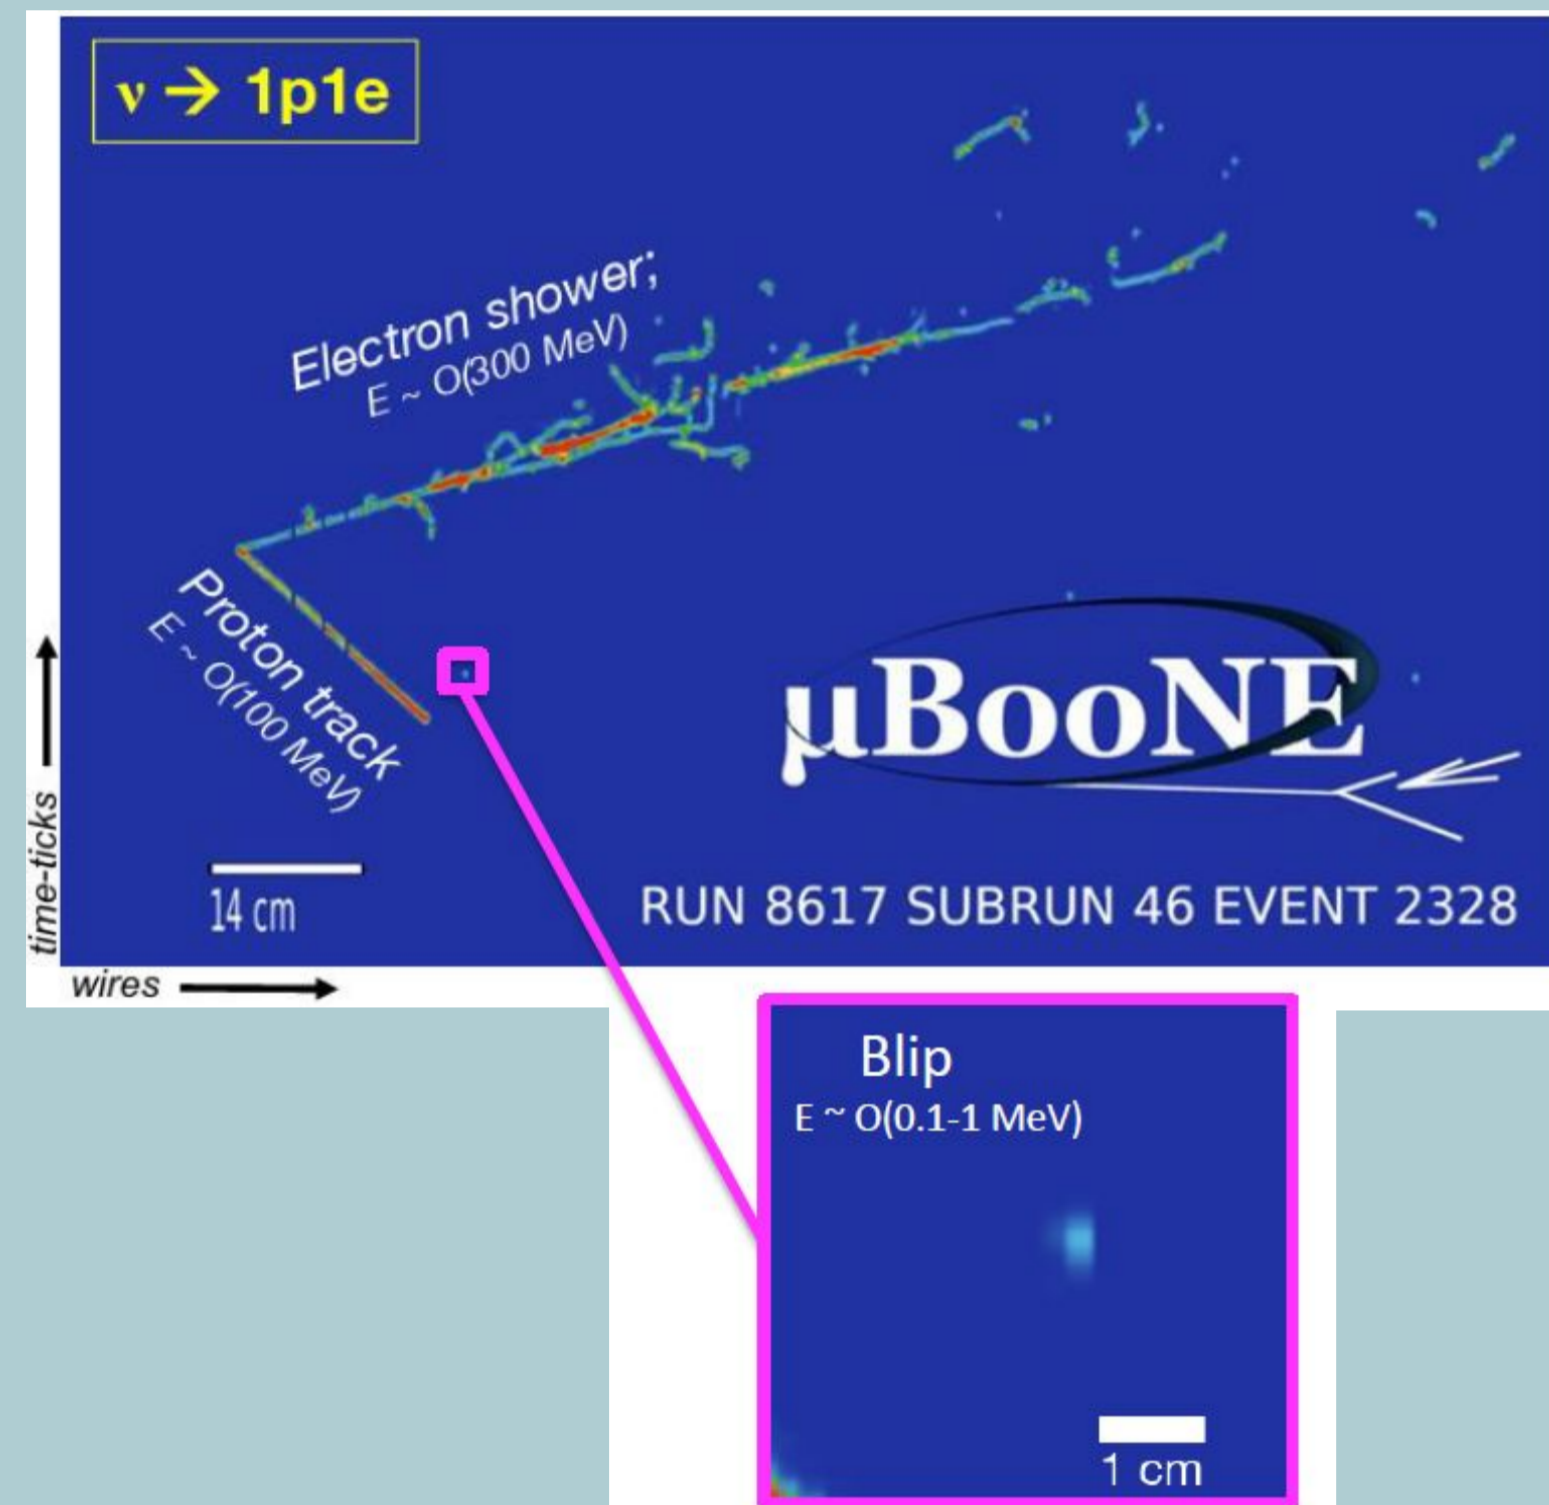 ν → 1p1e
Electron shower;
E ~ O(300 MeV)
Proton track
E ~ O(100 MeV)
µBooNE
time-ticks
14 cm
RUN 8617 SUBRUN 46 EVENT 2328
wires
Blip
E ~ O(0.1-1 MeV)
1 cm